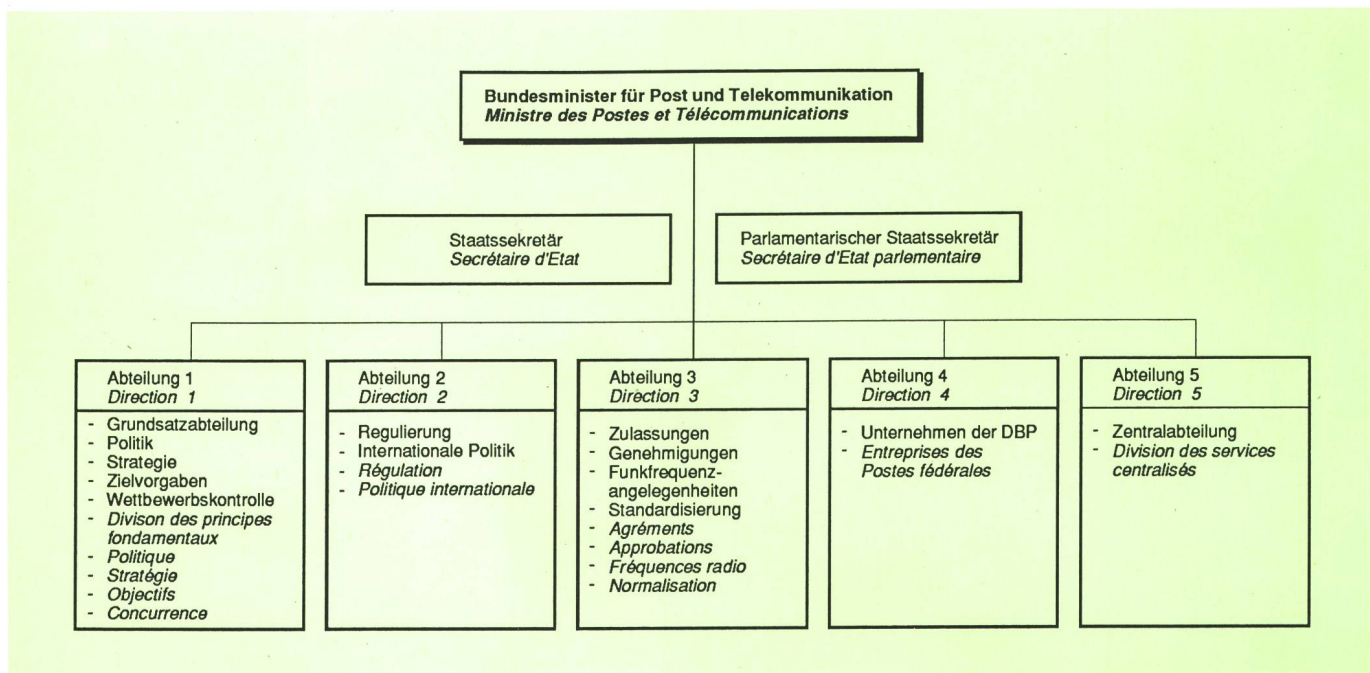 Bundesminister für Post und Telekommunikation
Ministre des Postes et Télécommunications
Staatssekretär
Secrétaire d'Etat
Parlamentarischer Staatssekretär
Secrétaire d'Etat parlementaire
Abteilung 1
Direction 1
- Grundsatzabteilung
- Politik
- Strategie
- Zielvorgaben
- Wettbewerbskontrolle
- Divison des principes
fondamentaux
- Politique
- Stratégie
- Objectifs
- Concurrence
Abteilung 2
Direction 2
- Regulierung
- Internationale Politik
- Régulation
- Politique internationale
Abteilung 3
Direction 3
- Zulassungen
- Genehmigungen
- Funkfrequenz-
angelegenheiten
- Standardisierung
- Agréments
- Approbations
- Fréquences radio
- Normalisation
Abteilung 4
Direction 4
- Unternehmen der DBP
- Entreprises des
Postes fédérales
Abteilung 5
Direction 5
- Zentralabteilung
- Division des services
centralisés